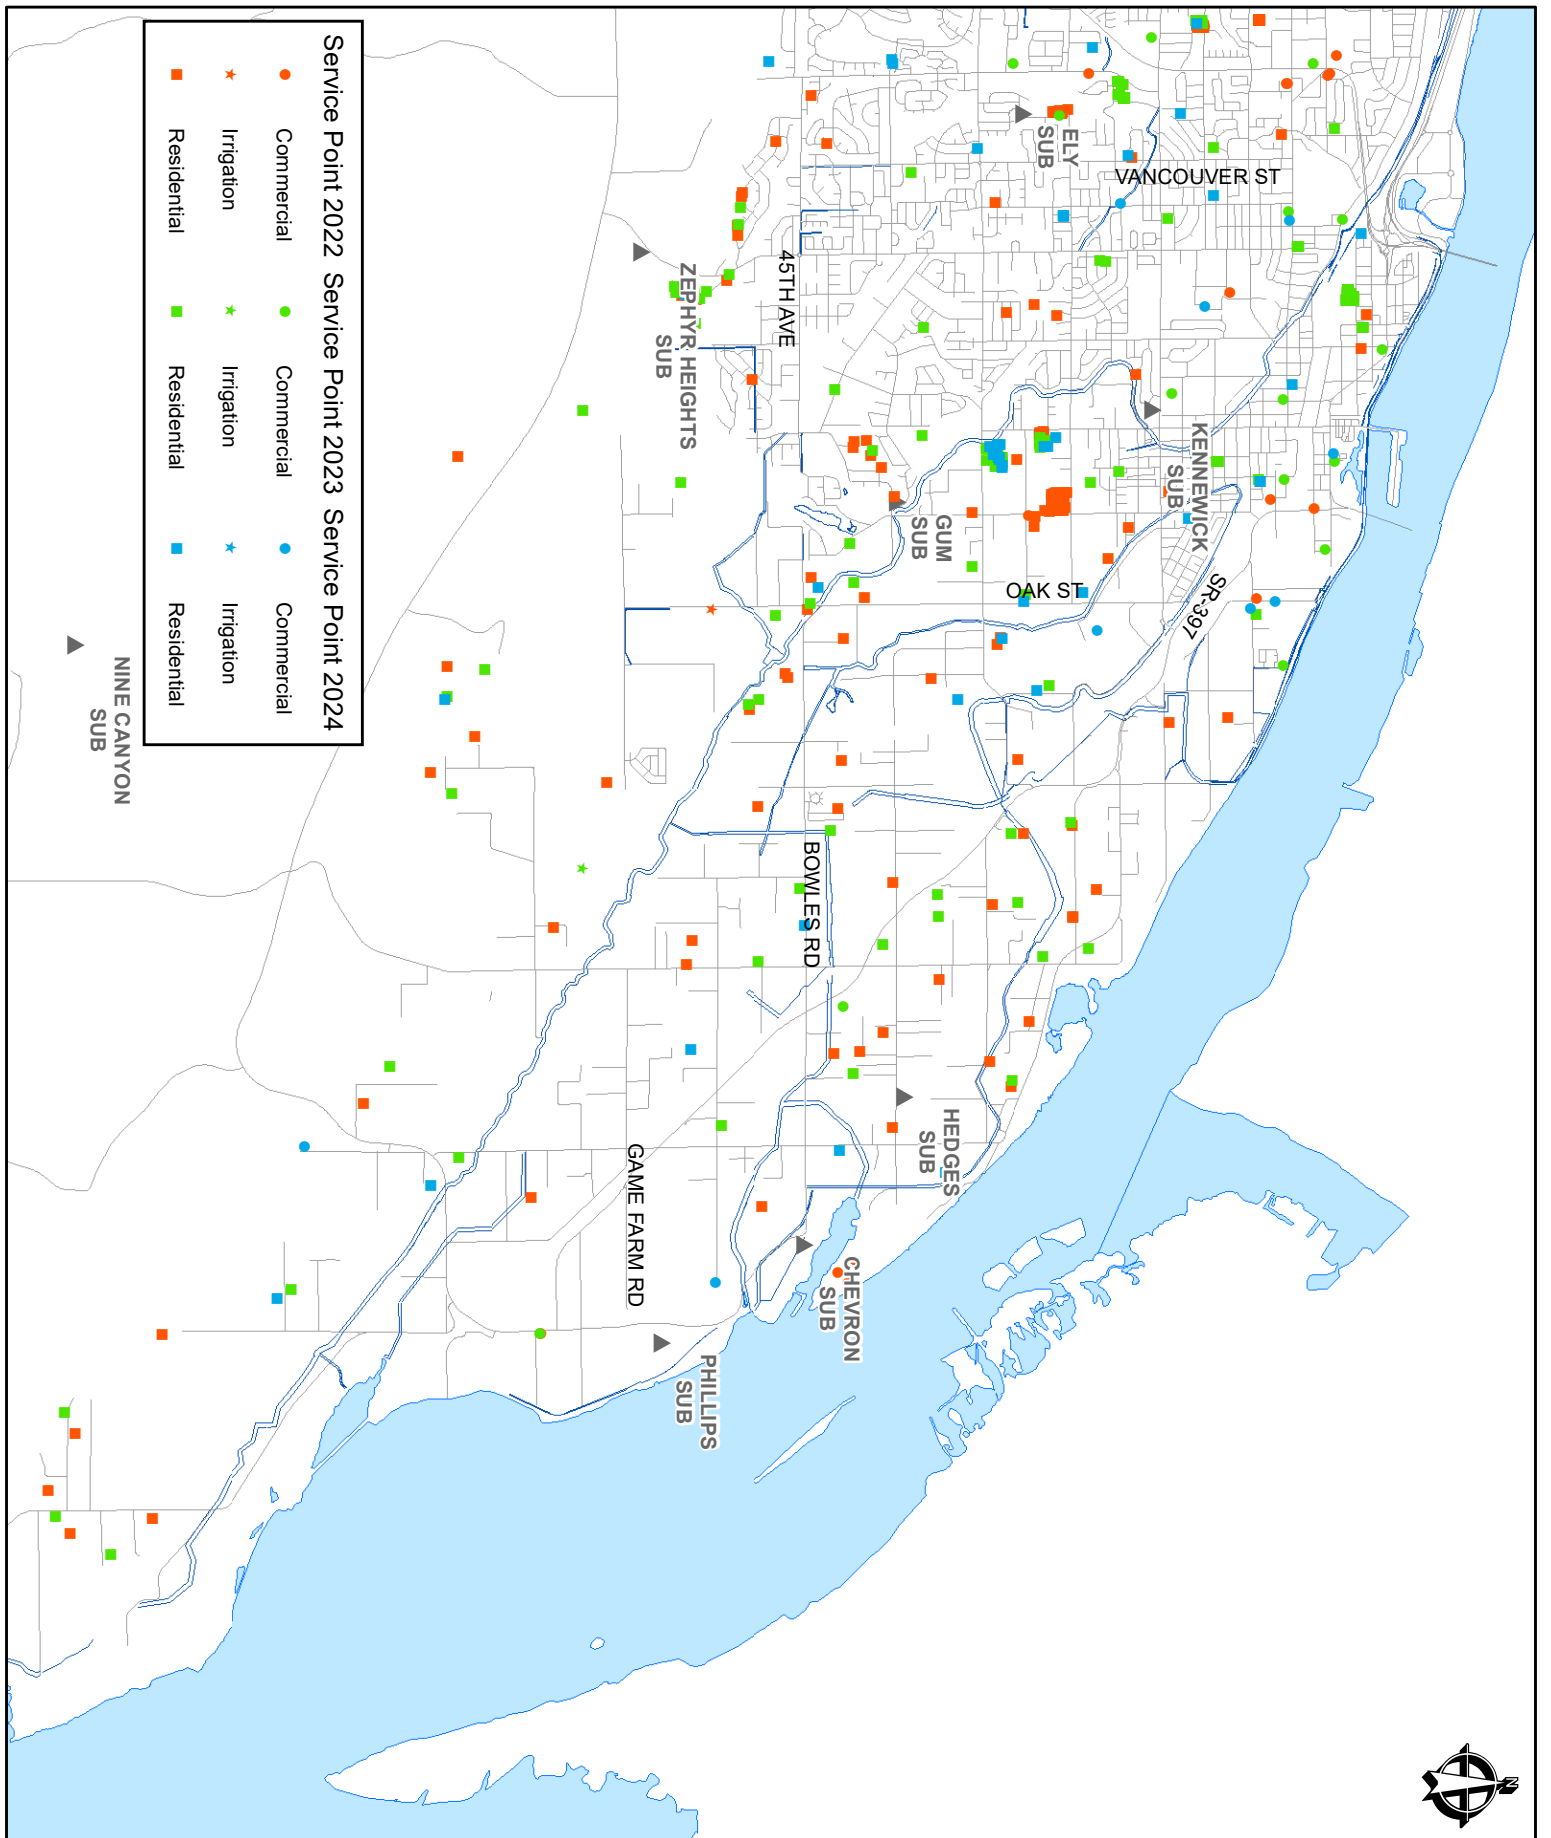 ELY
SUB
VANCOUVER ST
45TH AVE
ZEPHYR HEIGHTS
SUB
KENNEWICK
SUB
GUM
SUB
OAK ST
SR-397
NINE CANYON
SUB
BOWLES RD
HEDGES
SUB
GAME FARM RD
CHEVRON
SUB
PHILLIPS
SUB
Service Point 2022 Service Point 2023 Service Point 2024
Commercial Commercial Commercial
Irrigation Irrigation Irrigation
Residential Residential Residential
N